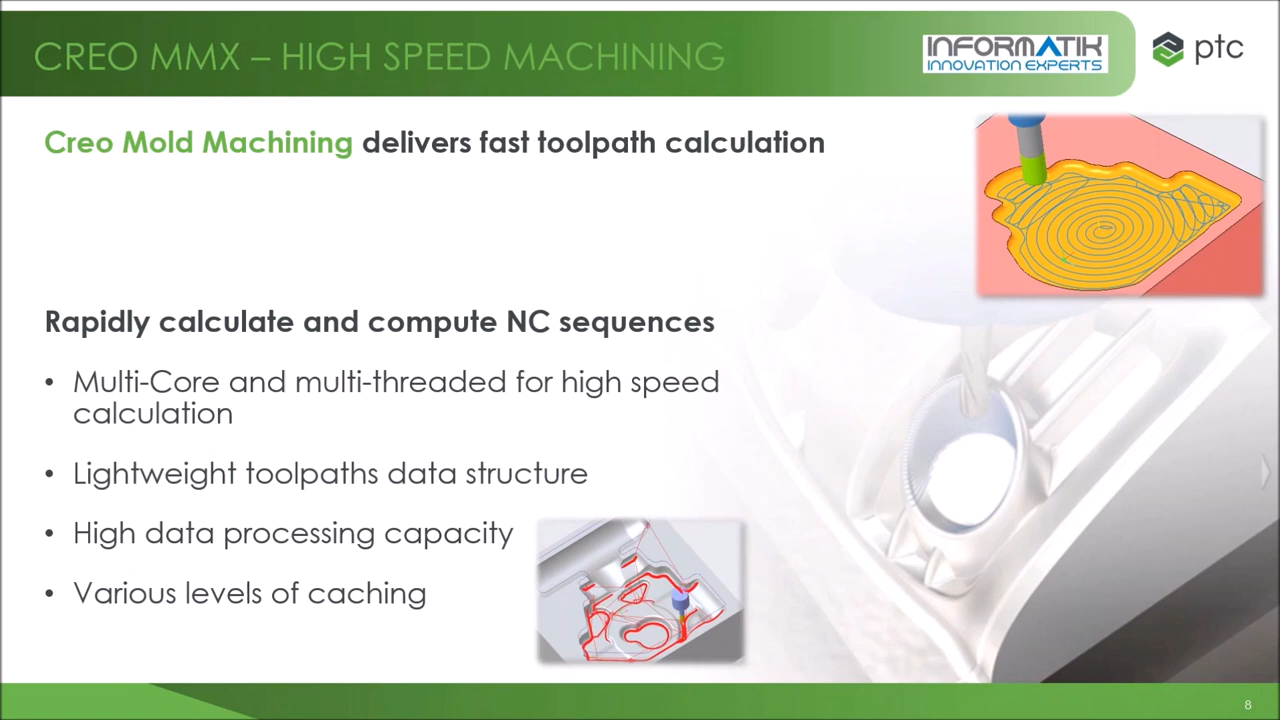 CREO MMX – HIGH SPEED MACHINING
INFORMATIK
INNOVATION EXPERTS
ptc
Creo Mold Machining delivers fast toolpath calculation
Rapidly calculate and compute NC sequences
• Multi-Core and multi-threaded for high speed
calculation
• Lightweight toolpaths data structure
• High data processing capacity
• Various levels of caching
8